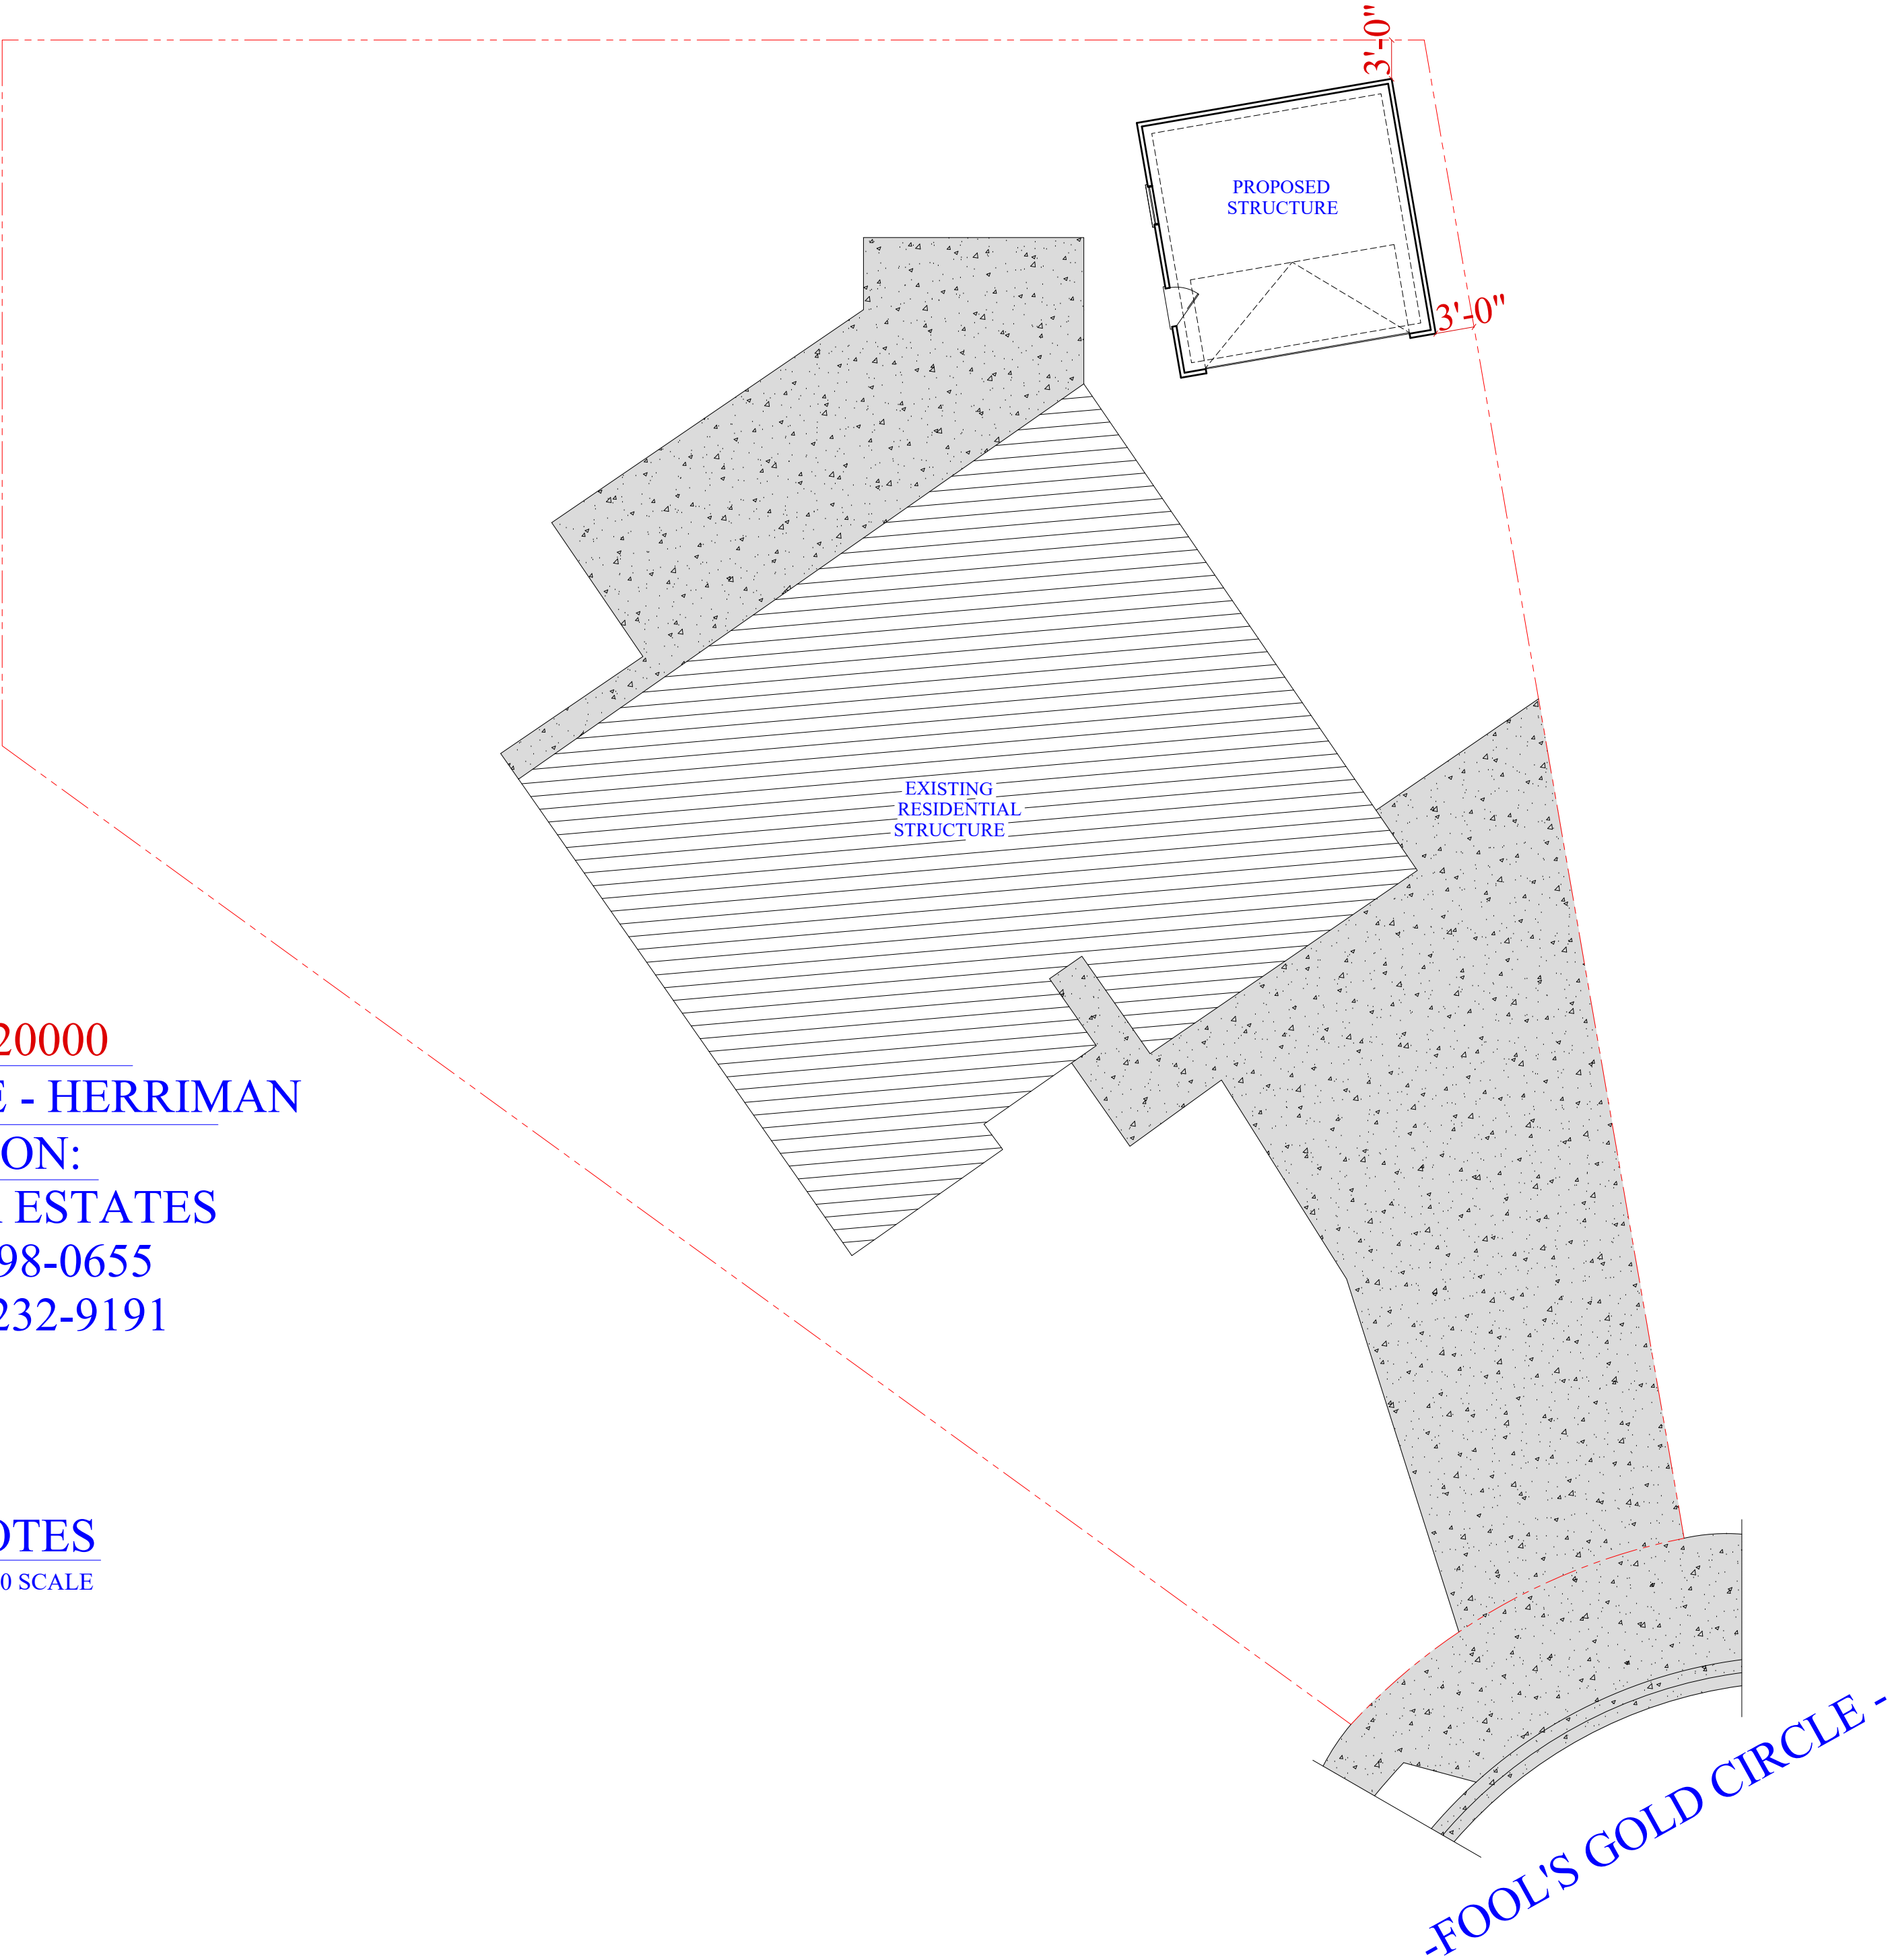 3'-0"
PROPOSED
STRUCTURE
3'-0"
EXISTING
RESIDENTIAL
STRUCTURE
20000
E - HERRIMAN
ON:
ESTATES
98-0655
232-9191
OTES
0 SCALE
-FOOL'S GOLD CIRCLE -